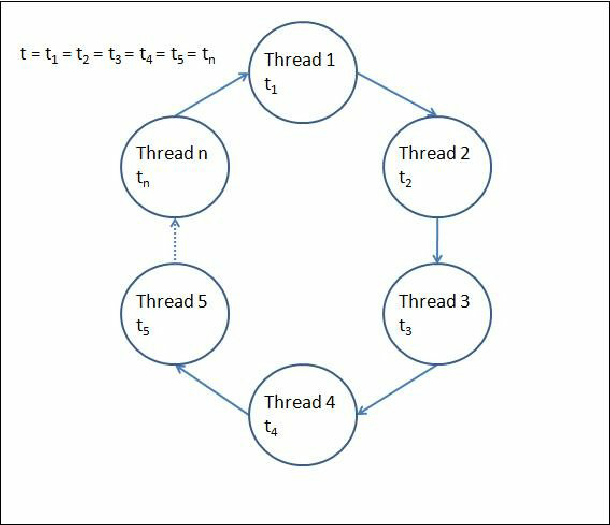 t = t₁ = t₂ = t₃ = t₄ = t₅ = tₙ
Thread 1
t₁
Thread 2
t₂
Thread 3
t₃
Thread 4
t₄
Thread 5
t₅
Thread n
tₙ